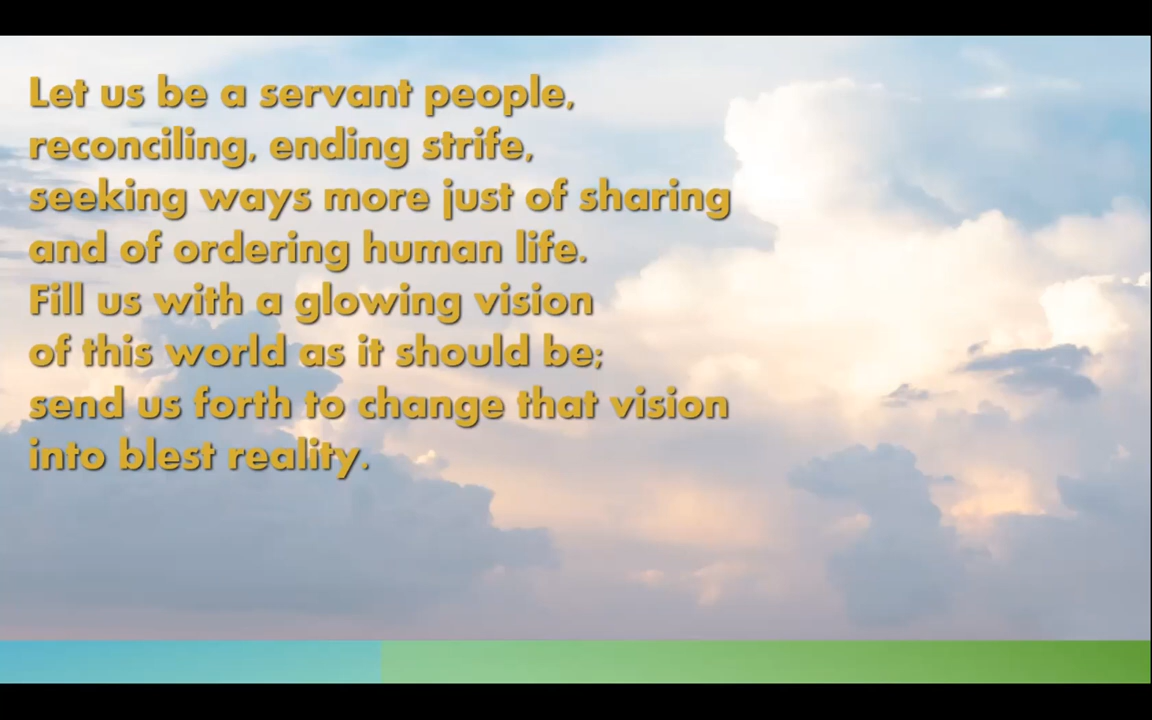 Let us be a servant people,
reconciling, ending strife,
seeking ways more just of sharing
and of ordering human life.
Fill us with a glowing vision
of this world as it should be;
send us forth to change that vision
into blest reality.